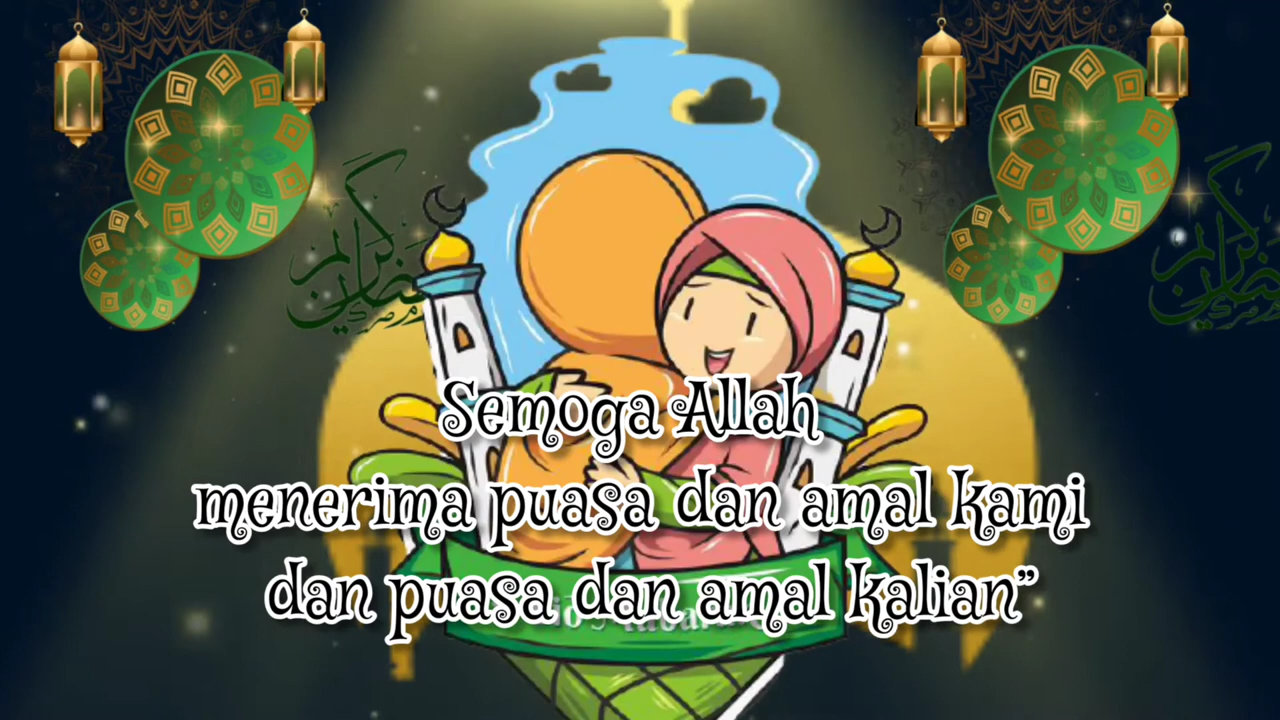 Semoga Allah
menerima puasa dan amal kami
dan puasa dan amal kalian”